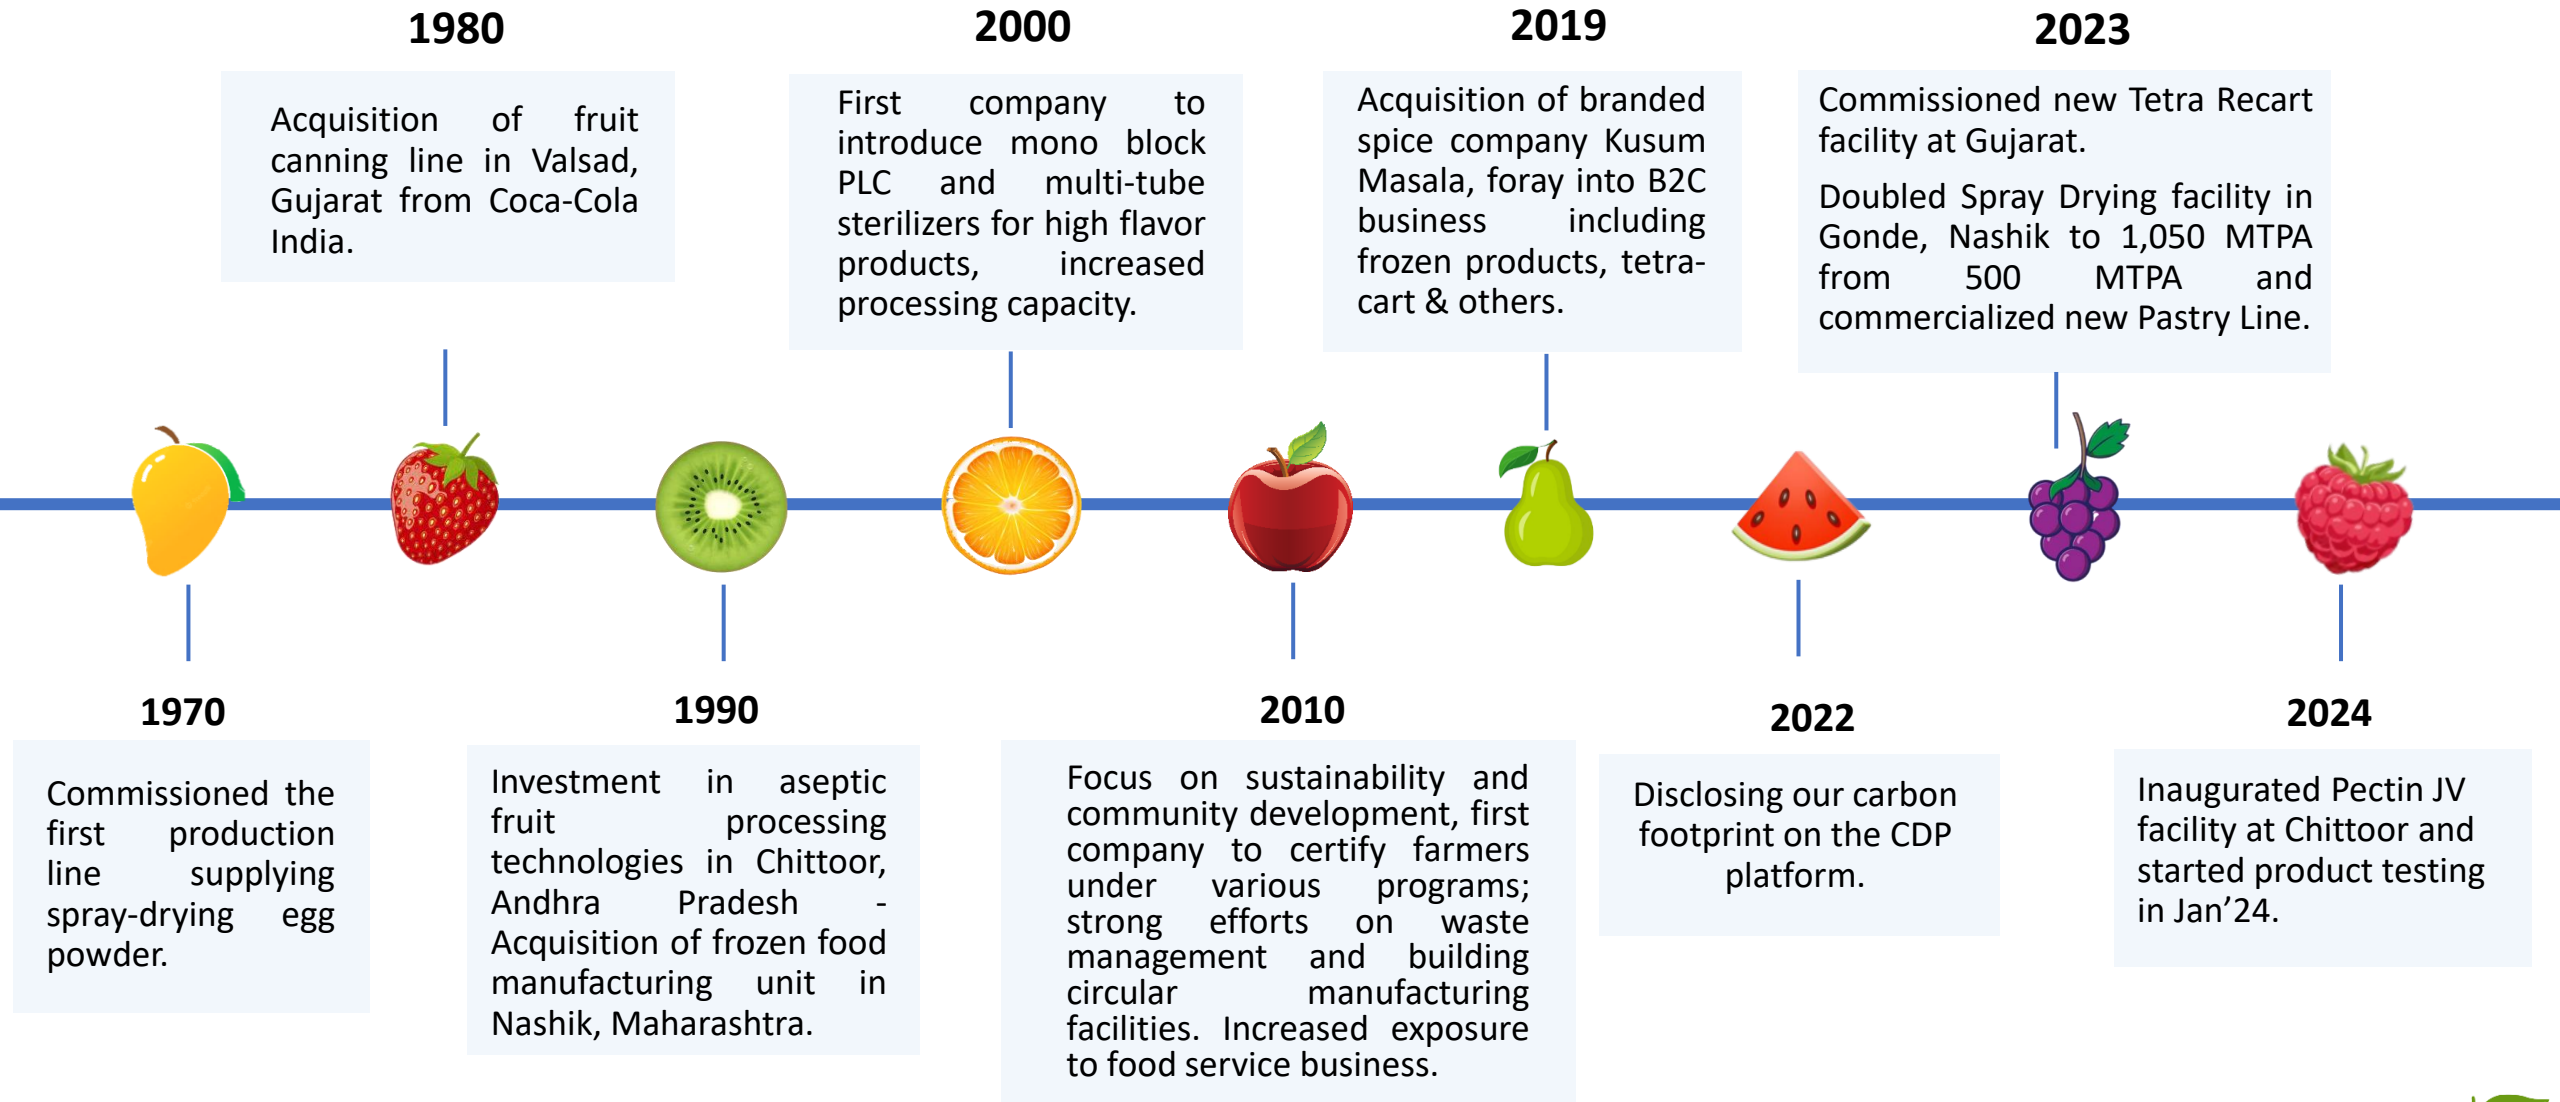 1980
Acquisition of fruit
canning line in Valsad,
Gujarat from Coca-Cola
India.
2000
First company to
introduce mono block
PLC and multi-tube
sterilizers for high flavor
products, increased
processing capacity.
2019
Acquisition of branded
spice company Kusum
Masala, foray into B2C
business including
frozen products, tetra-
cart & others.
2023
Commissioned new Tetra Recart
facility at Gujarat.
Doubled Spray Drying facility in
Gonde, Nashik to 1,050 MTPA
from 500 MTPA and
commercialized new Pastry Line.
1970
Commissioned the
first production
line supplying
spray-drying egg
powder.
1990
Investment in aseptic
fruit processing
technologies in Chittoor,
Andhra Pradesh -
Acquisition of frozen food
manufacturing unit in
Nashik, Maharashtra.
2010
Focus on sustainability and
community development, first
company to certify farmers
under various programs;
strong efforts on waste
management and building
circular manufacturing
facilities. Increased exposure
to food service business.
2022
Disclosing our carbon
footprint on the CDP
platform.
2024
Inaugurated Pectin JV
facility at Chittoor and
started product testing
in Jan’24.